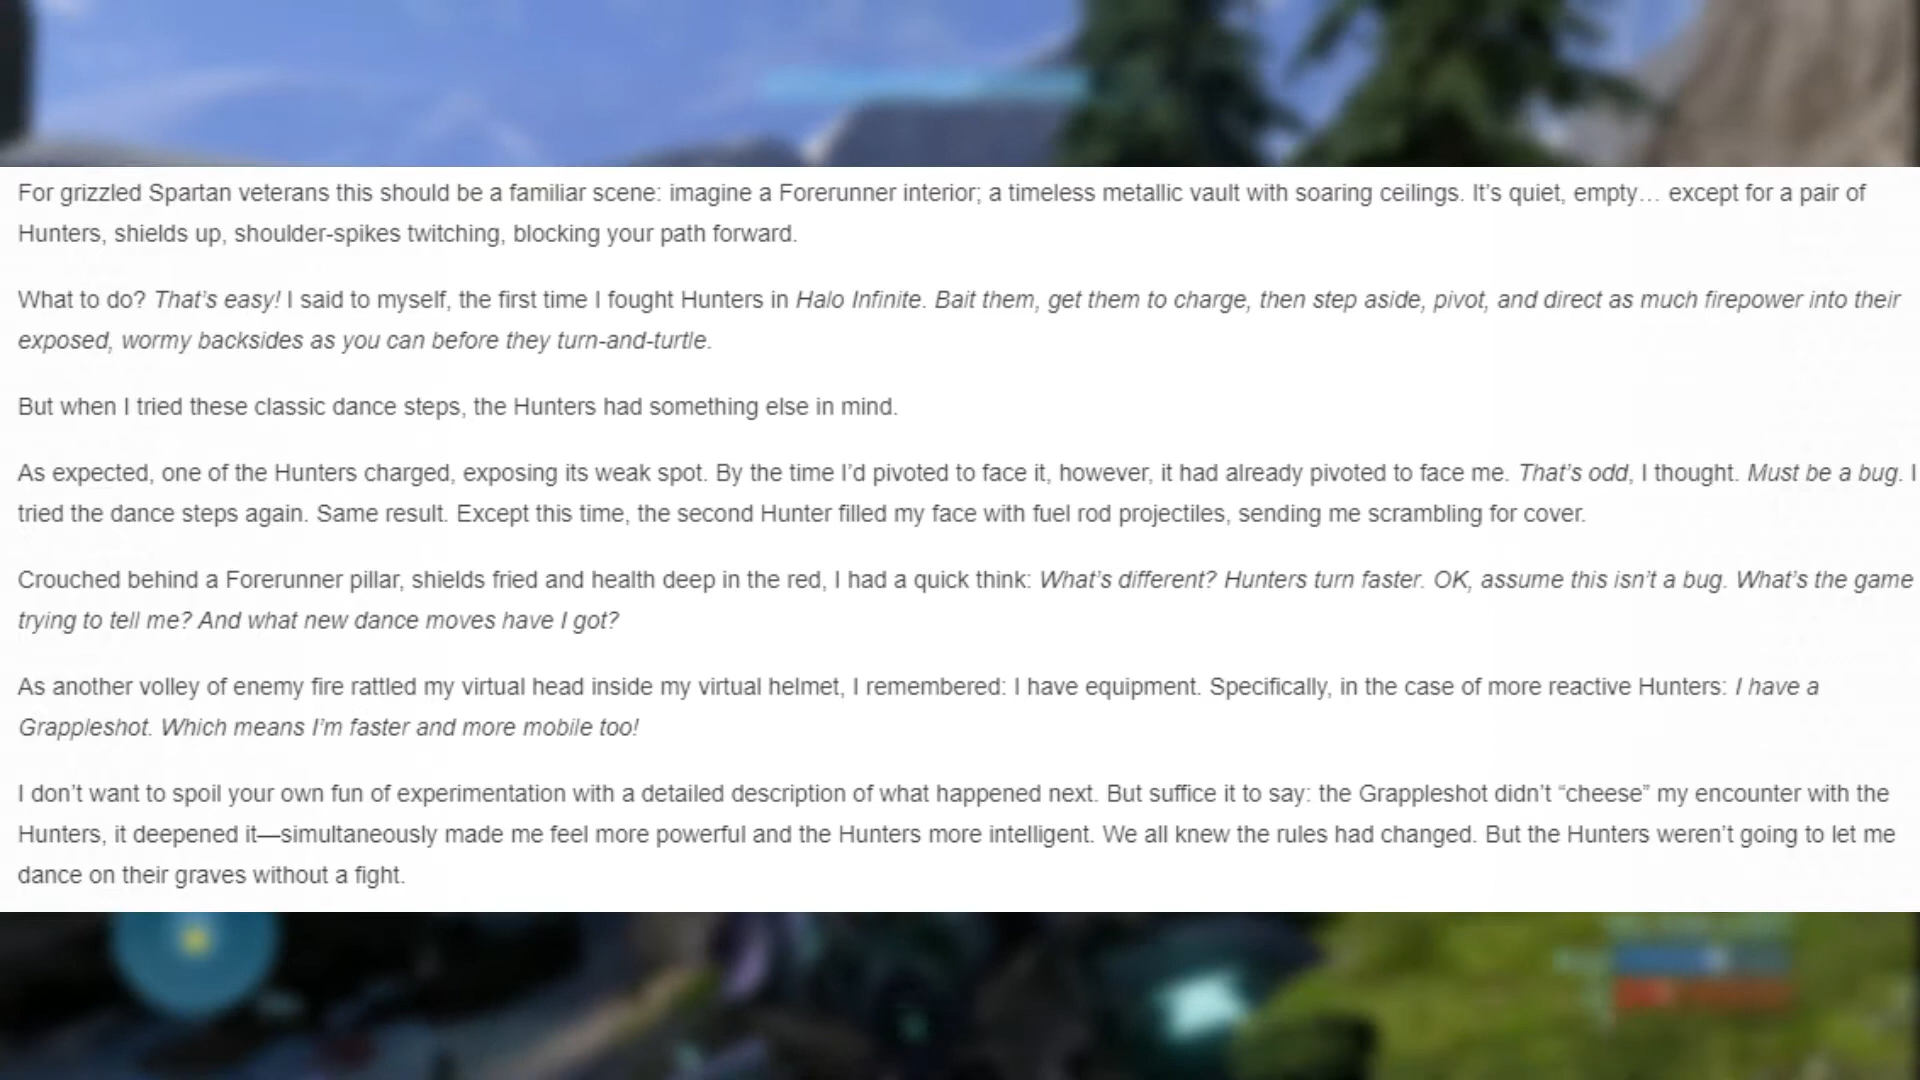 For grizzled Spartan veterans this should be a familiar scene: imagine a Forerunner interior; a timeless metallic vault with soaring ceilings. It’s quiet, empty… except for a pair of
Hunters, shields up, shoulder-spikes twitching, blocking your path forward.
What to do? That’s easy! I said to myself, the first time I fought Hunters in Halo Infinite. Bait them, get them to charge, then step aside, pivot, and direct as much firepower into their
exposed, wormy backsides as you can before they turn-and-turtle.
But when I tried these classic dance steps, the Hunters had something else in mind.
As expected, one of the Hunters charged, exposing its weak spot. By the time I’d pivoted to face it, however, it had already pivoted to face me. That’s odd, I thought. Must be a bug. I
tried the dance steps again. Same result. Except this time, the second Hunter filled my face with fuel rod projectiles, sending me scrambling for cover.
Crouched behind a Forerunner pillar, shields fried and health deep in the red, I had a quick think: What’s different? Hunters turn faster. OK, assume this isn’t a bug. What’s the game
trying to tell me? And what new dance moves have I got?
As another volley of enemy fire rattled my virtual head inside my virtual helmet, I remembered: I have equipment. Specifically, in the case of more reactive Hunters: I have a
Grappleshot. Which means I’m faster and more mobile too!
I don’t want to spoil your own fun of experimentation with a detailed description of what happened next. But suffice it to say: the Grappleshot didn’t “cheese” my encounter with the
Hunters, it deepened it—simultaneously made me feel more powerful and the Hunters more intelligent. We all knew the rules had changed. But the Hunters weren’t going to let me
dance on their graves without a fight.